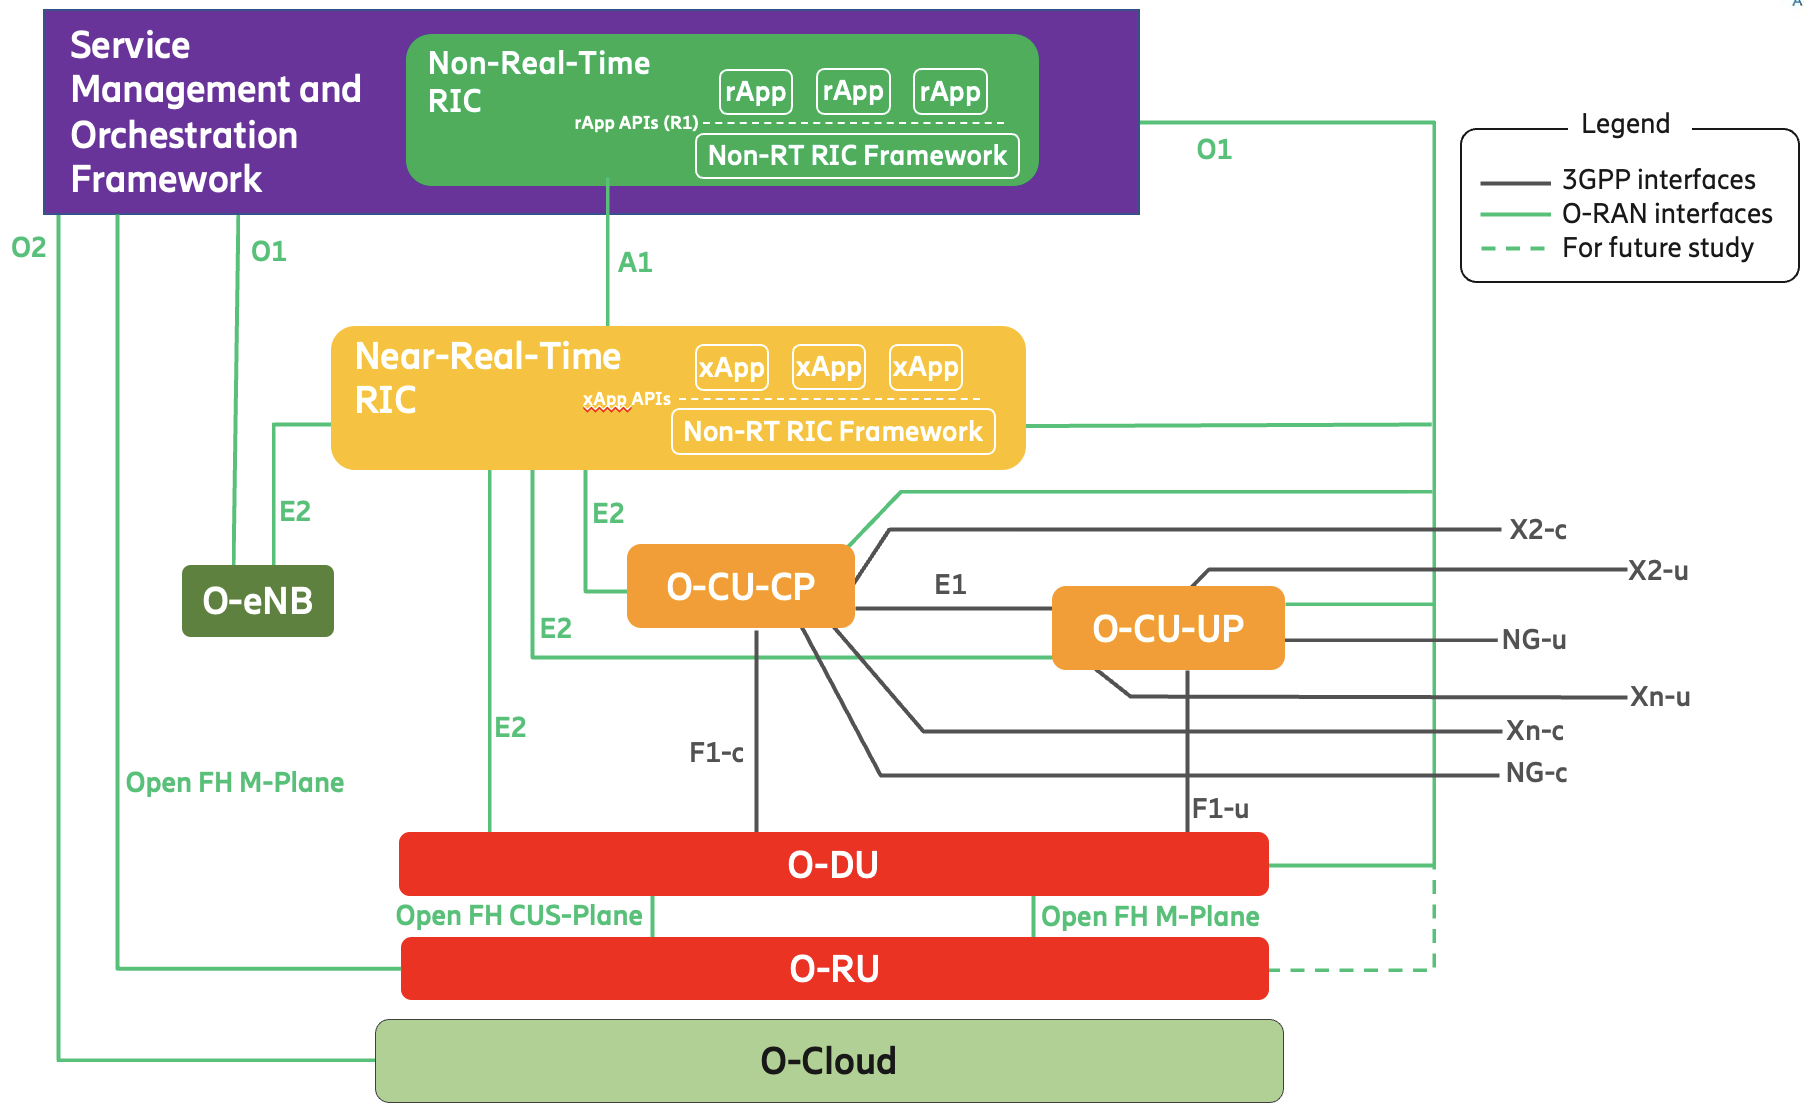 A
Service
Management and
Orchestration
Framework
Non-Real-Time
RIC
rApp
rApp
rApp
rApp APIs (R1)
Non-RT RIC Framework
O1
Legend
3GPP interfaces
O-RAN interfaces
For future study
O2
O1
A1
Near-Real-Time
RIC
xApp
xApp
xApp
xApp APIs
Non-RT RIC Framework
E2
E2
X2-c
X2-u
O-eNB
O-CU-CP
E1
O-CU-UP
E2
NG-u
Xn-u
E2
Xn-c
F1-c
NG-c
Open FH M-Plane
F1-u
O-DU
Open FH CUS-Plane
Open FH M-Plane
O-RU
O-Cloud